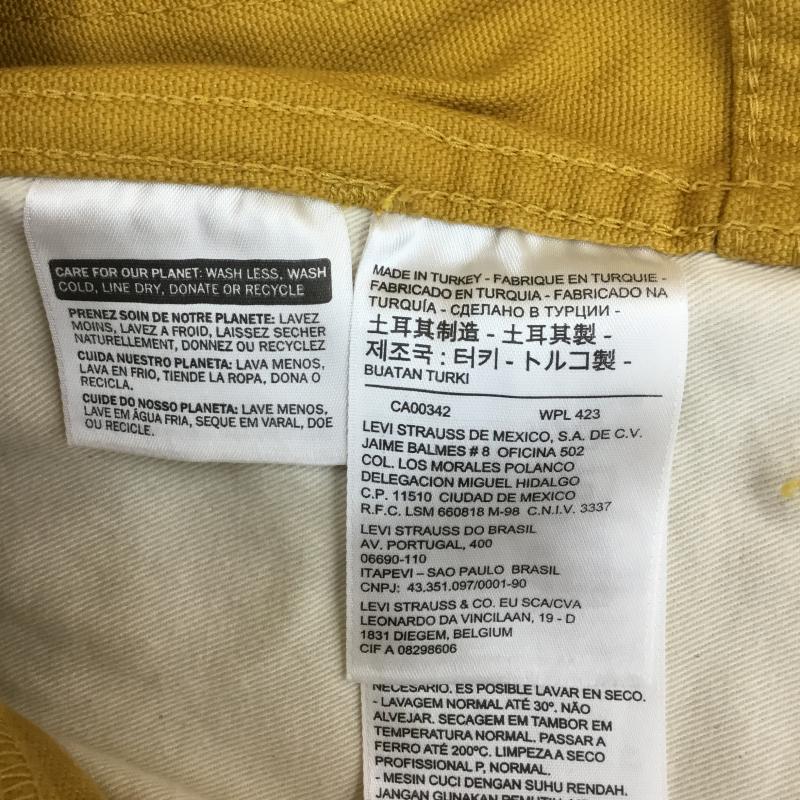 CARE FOR OUR PLANET: WASH LESS, WASH
COLD, LINE DRY, DONATE OR RECYCLE
PRENEZ SOIN DE NOTRE PLANETE: LAVEZ
MOINS, LAVEZ A FROID, LAISSEZ SECHER
NATURELLEMENT, DONNEZ OU RECYCLEZ
CUIDA NUESTRO PLANETA: LAVA MENOS,
LAVA EN FRIO, TIENDE LA ROPA, DONA O
RECICLA.
CUIDE DO NOSSO PLANETA: LAVE MENOS,
LAVE EM ÁGUA FRIA, SEQUE EM VARAL, DOE
OU RECICLE.
MADE IN TURKEY - FABRIQUE EN TURQUIE -
FABRICADO EN TURQUIA - FABRICADO NA
TURQUÍA - СДЕЛАНО В ТУРЦИИ -
土耳其制造 - 土耳其製 -
제조국 : 터키 - トルコ製 -
BUATAN TURKI
CA00342 WPL 423
LEVI STRAUSS DE MEXICO, S.A. DE C.V.
JAIME BALMES # 8 OFICINA 502
COL. LOS MORALES POLANCO
DELEGACION MIGUEL HIDALGO
C.P. 11510 CIUDAD DE MEXICO
R.F.C. LSM 660818 M-98 C.N.I.V. 3337
LEVI STRAUSS DO BRASIL
AV. PORTUGAL, 400
06690-110
ITAPEVI – SAO PAULO BRASIL
CNPJ: 43.351.097/0001-90
LEVI STRAUSS & CO. EU SCA/CVA
LEONARDO DA VINCILAAN, 19 - D
1831 DIEGEM, BELGIUM
CIF A 08298606
NECESARIO. ES POSIBLE LAVAR EN SECO.
- LAVAGEM NORMAL ATÉ 30º. NÃO
ALVEJAR. SECAGEM EM TAMBOR EM
TEMPERATURA NORMAL. PASSAR A
FERRO ATÉ 200ºC. LIMPEZA A SECO
PROFISSIONAL P, NORMAL.
- MESIN CUCI DENGAN SUHU RENDAH.
JANGAN GUNAKAN PEMUTIH